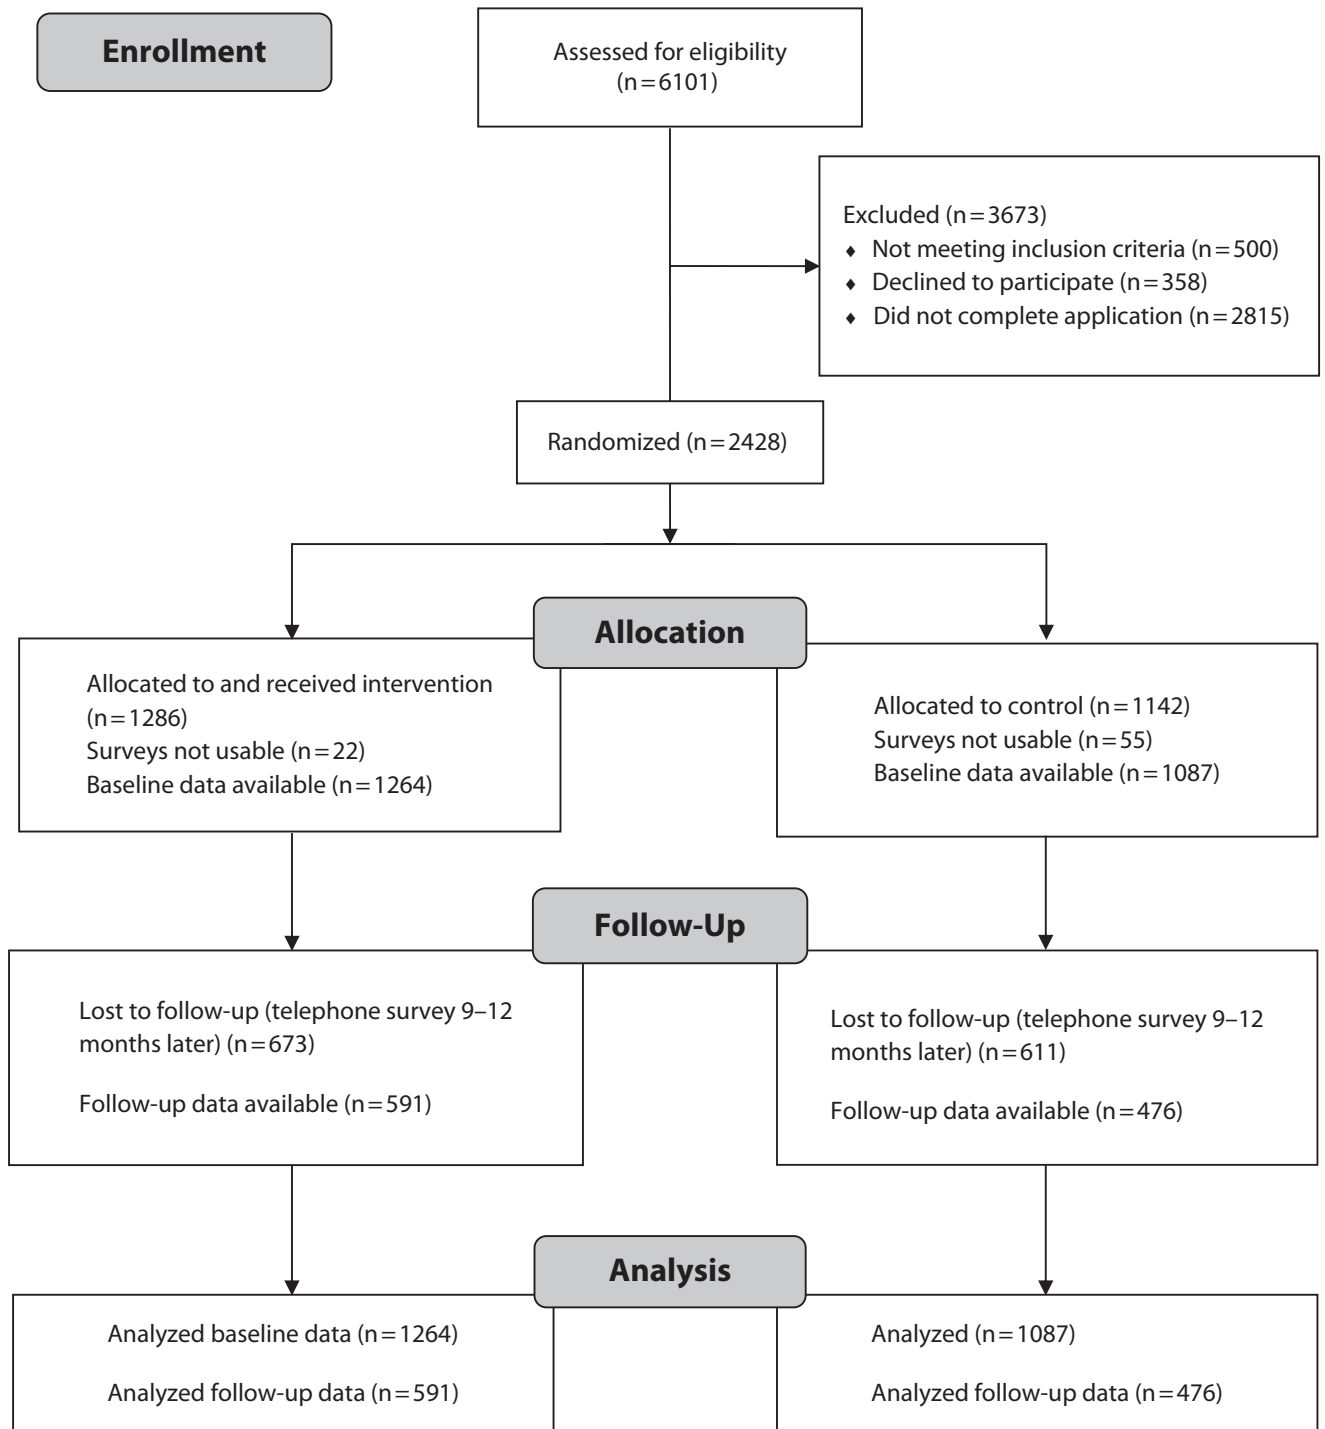 Enrollment
Assessed for eligibility
(n=6101)
Excluded (n=3673)
♦ Not meeting inclusion criteria (n=500)
♦ Declined to participate (n=358)
♦ Did not complete application (n=2815)
Randomized (n=2428)
Allocation
Allocated to and received intervention
(n=1286)
Surveys not usable (n=22)
Baseline data available (n=1264)
Allocated to control (n=1142)
Surveys not usable (n=55)
Baseline data available (n=1087)
Follow-Up
Lost to follow-up (telephone survey 9–12
months later) (n=673)
Follow-up data available (n=591)
Lost to follow-up (telephone survey 9–12
months later) (n=611)
Follow-up data available (n=476)
Analysis
Analyzed baseline data (n=1264)
Analyzed follow-up data (n=591)
Analyzed (n=1087)
Analyzed follow-up data (n=476)